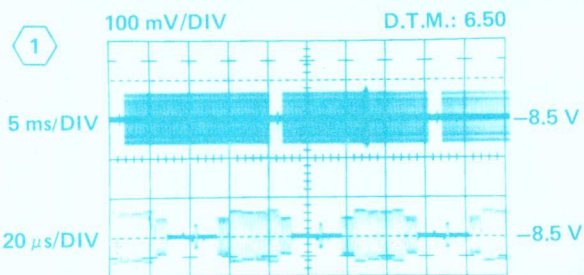 100 mV/DIV D.T.M.: 6.50
1
5 ms/DIV –8.5 V
20 μs/DIV –8.5 V